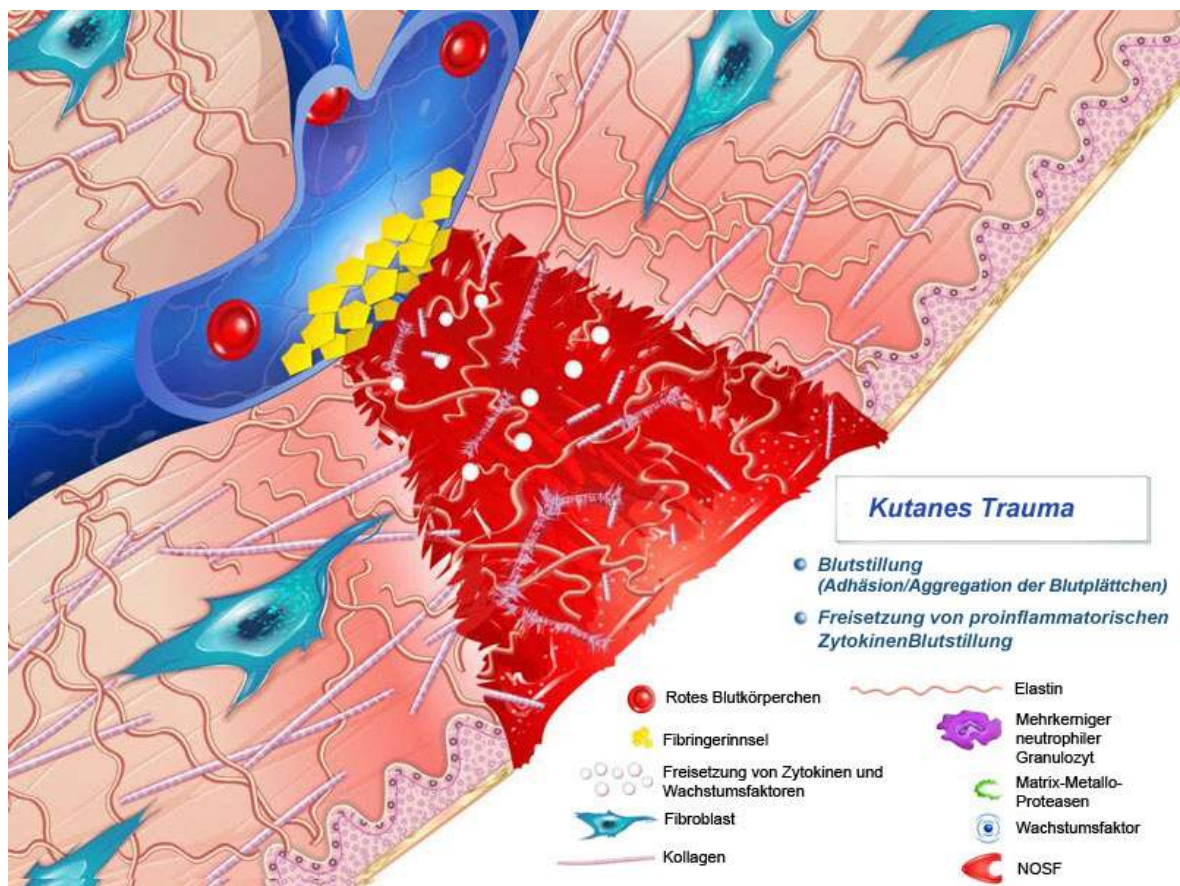 Kutanes Trauma
Blutstillung
(Adhäsion/Aggregation der Blutplättchen)
Freisetzung von proinflammatorischen
ZytokinenBlutstillung
Rotes Blutkörperchen
Fibringerinnsel
Freisetzung von Zytokinen und
Wachstumsfaktoren
Fibroblast
Kollagen
Elastin
Mehrkerniger
neutrophiler
Granulozyt
Matrix-Metallo-
Proteasen
Wachstumsfaktor
NOSF